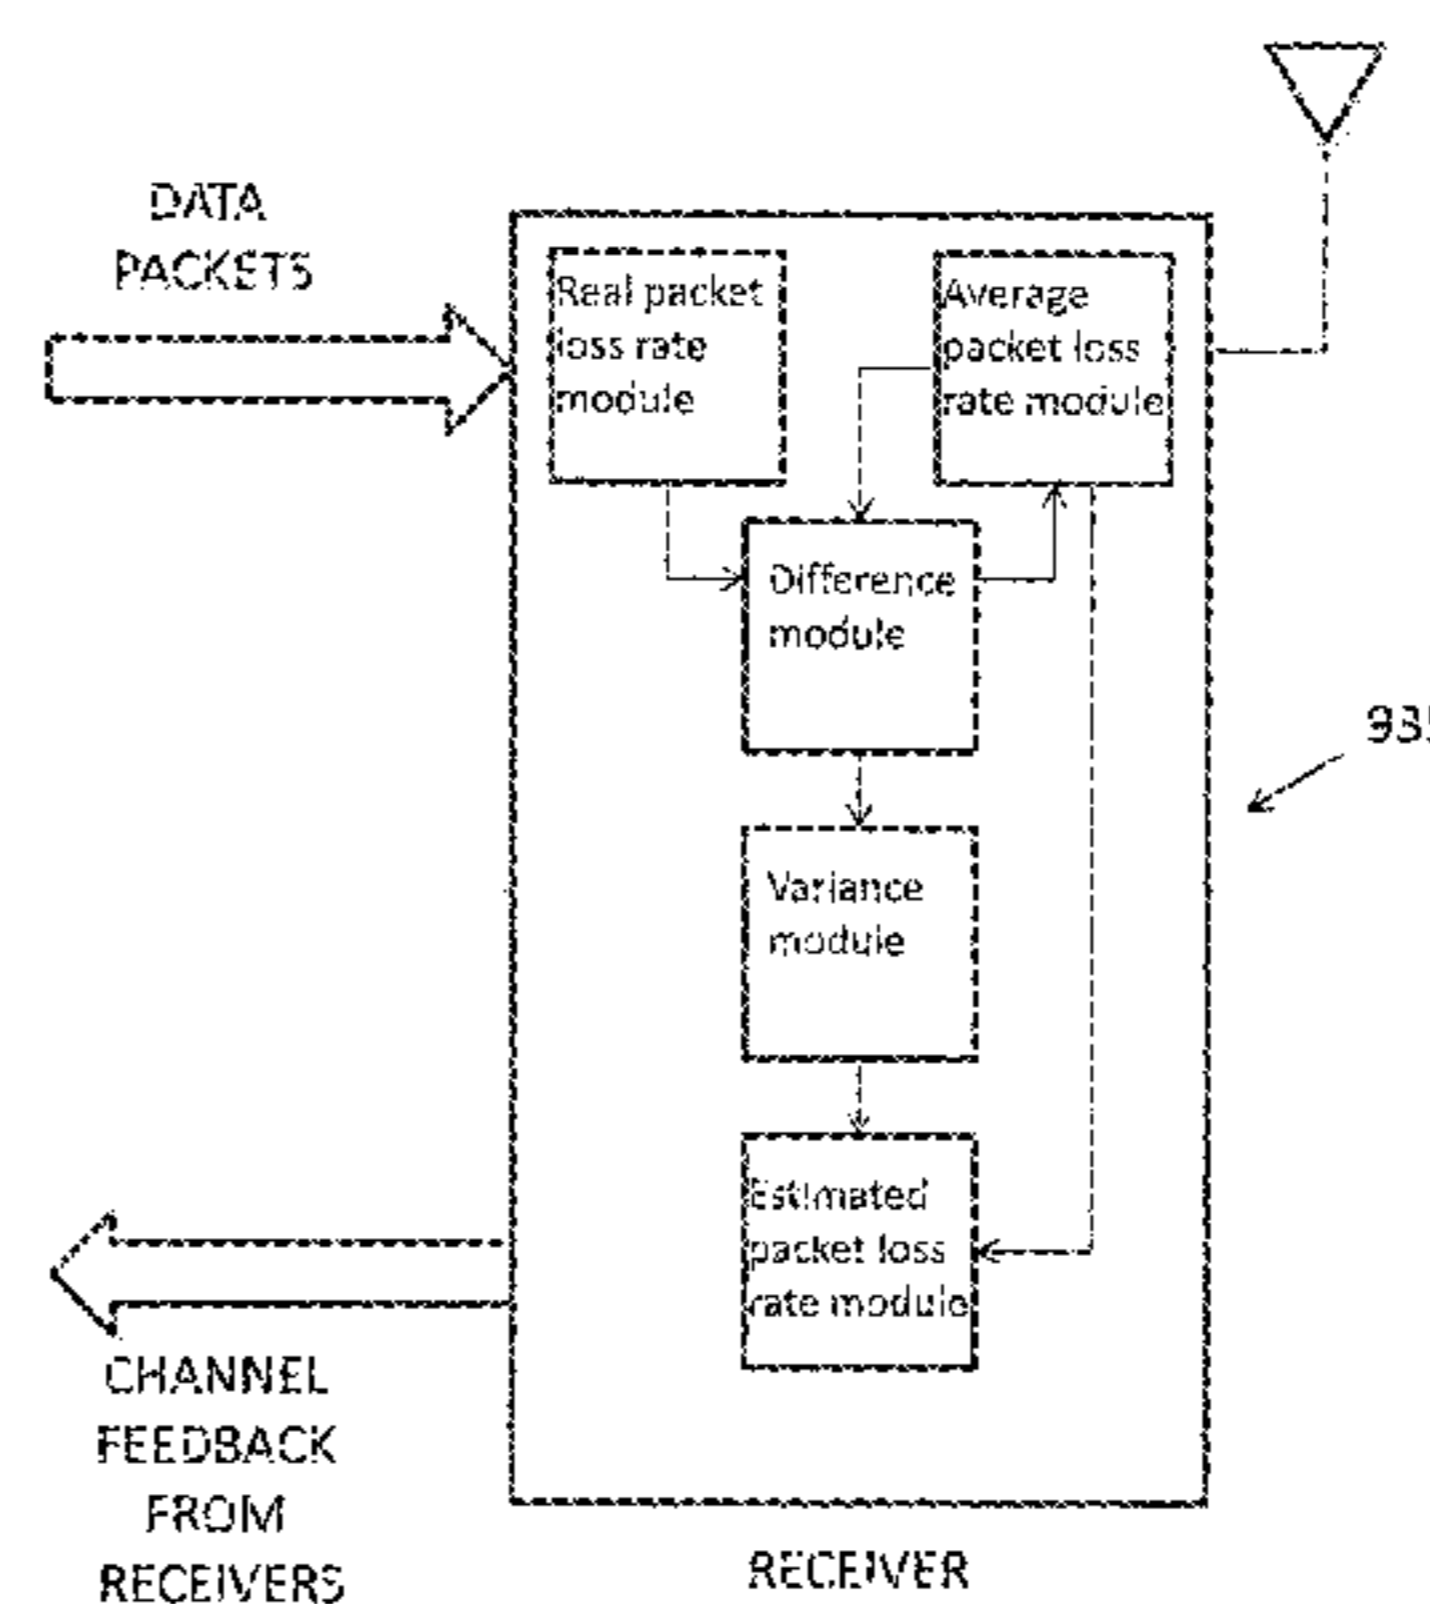 DATA
PACKETS
Real packet
loss rate
module
Average
packet loss
rate module
Difference
module
Variance
module
Estimated
packet loss
rate module
CHANNEL
FEEDBACK
FROM
RECEIVERS
RECEIVER